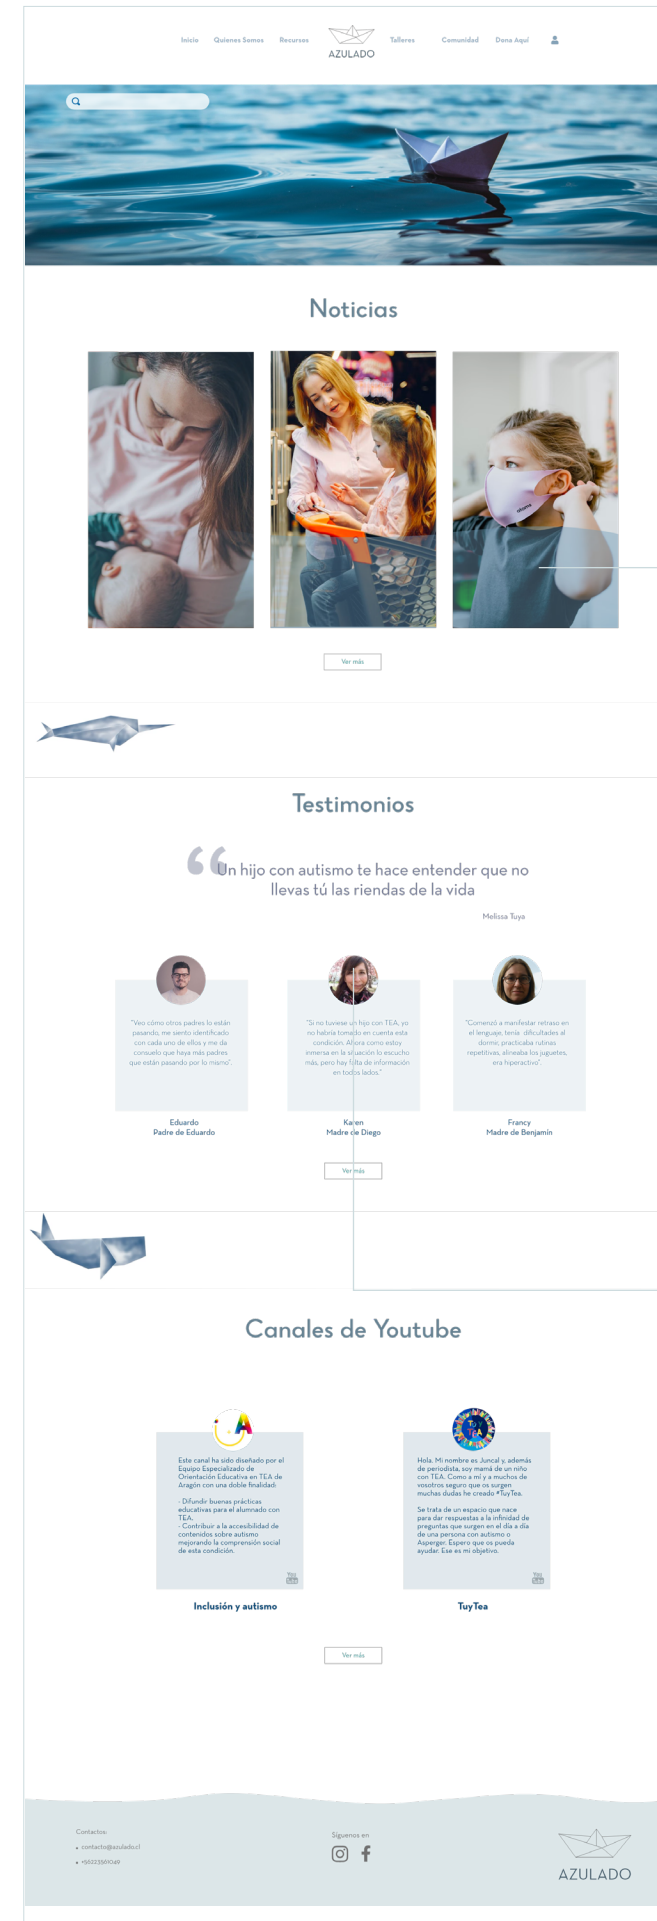 Inicio
Quienes Somos
Recursos
AZULADO
Talleres
Comunidad
Dona Aquí
Noticias
Ver más
Testimonios
“Un hijo con autismo te hace entender que no
llevas tú las riendas de la vida
Melissa Tuya
"Veo cómo otros padres lo están
pasando, me siento identificado
con cada uno de ellos y me da
consuelo que haya más padres
que están pasando por lo mismo".
Eduardo
Padre de Eduardo
"Si no tuviese un hijo con TEA, yo
no habría tomado en cuenta esta
condición. Ahora como estoy
inmersa en la situación lo escucho
más, pero hay falta de información
en todos lados."
Karen
Madre de Diego
"Comenzó a manifestar retraso en
el lenguaje, tenía dificultades al
dormir, practicaba rutinas
repetitivas, alineaba los juguetes,
era hiperactivo".
Francy
Madre de Benjamín
Ver más
Canales de Youtube
Este canal ha sido diseñado por el
Equipo Especializado de
Orientación Educativa en TEA de
Aragón con una doble finalidad:
- Difundir buenas prácticas
educativas para el alumnado con
TEA.
- Contribuir a la accesibilidad de
contenidos sobre autismo
mejorando la comprensión social
de esta condición.
You
Tube
Inclusión y autismo
TU Y
TEA
Hola. Mi nombre es Juncal y, además
de periodista, soy mamá de un niño
con TEA. Como a mí y a muchos de
vosotros seguro que os surgen
muchas dudas he creado #TuyTea.
Se trata de un espacio que nace
para dar respuestas a la infinidad de
preguntas que surgen en el día a día
de una persona con autismo o
Asperger. Espero que os pueda
ayudar. Ese es mi objetivo.
You
Tube
TuyTea
Ver más
Contactos:
• contacto@azulado.cl
• +56223561049
Síguenos en
AZULADO